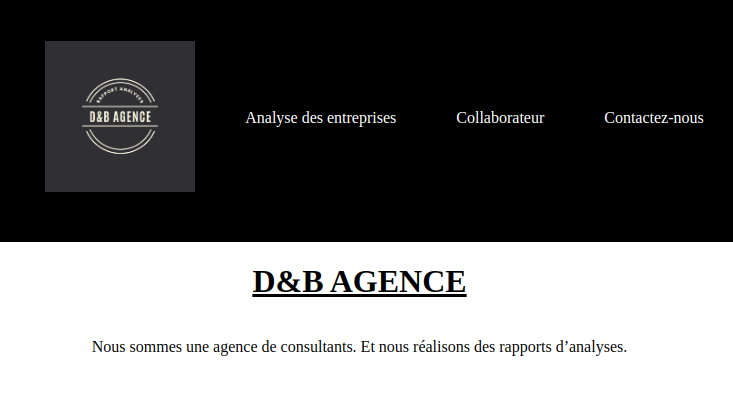 RAPPORT ANALYSES
D&B AGENCE
Analyse des entreprises
Collaborateur
Contactez-nous
D&B AGENCE
Nous sommes une agence de consultants. Et nous réalisons des rapports d’analyses.